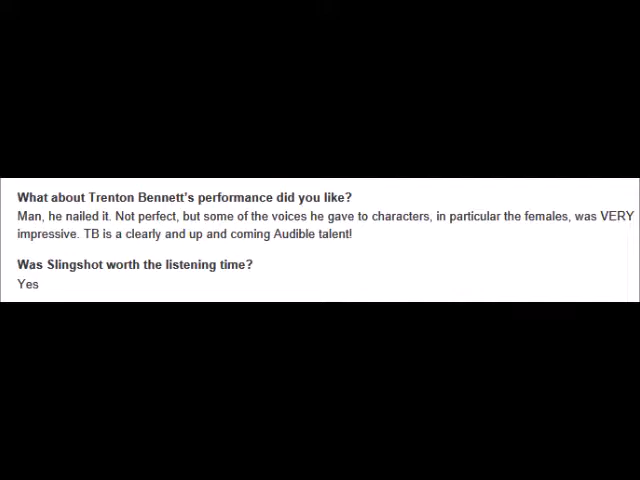 What about Trenton Bennett's performance did you like?
Man, he nailed it. Not perfect, but some of the voices he gave to characters, in particular the females, was VERY
impressive. TB is a clearly and up and coming Audible talent!
Was Slingshot worth the listening time?
Yes